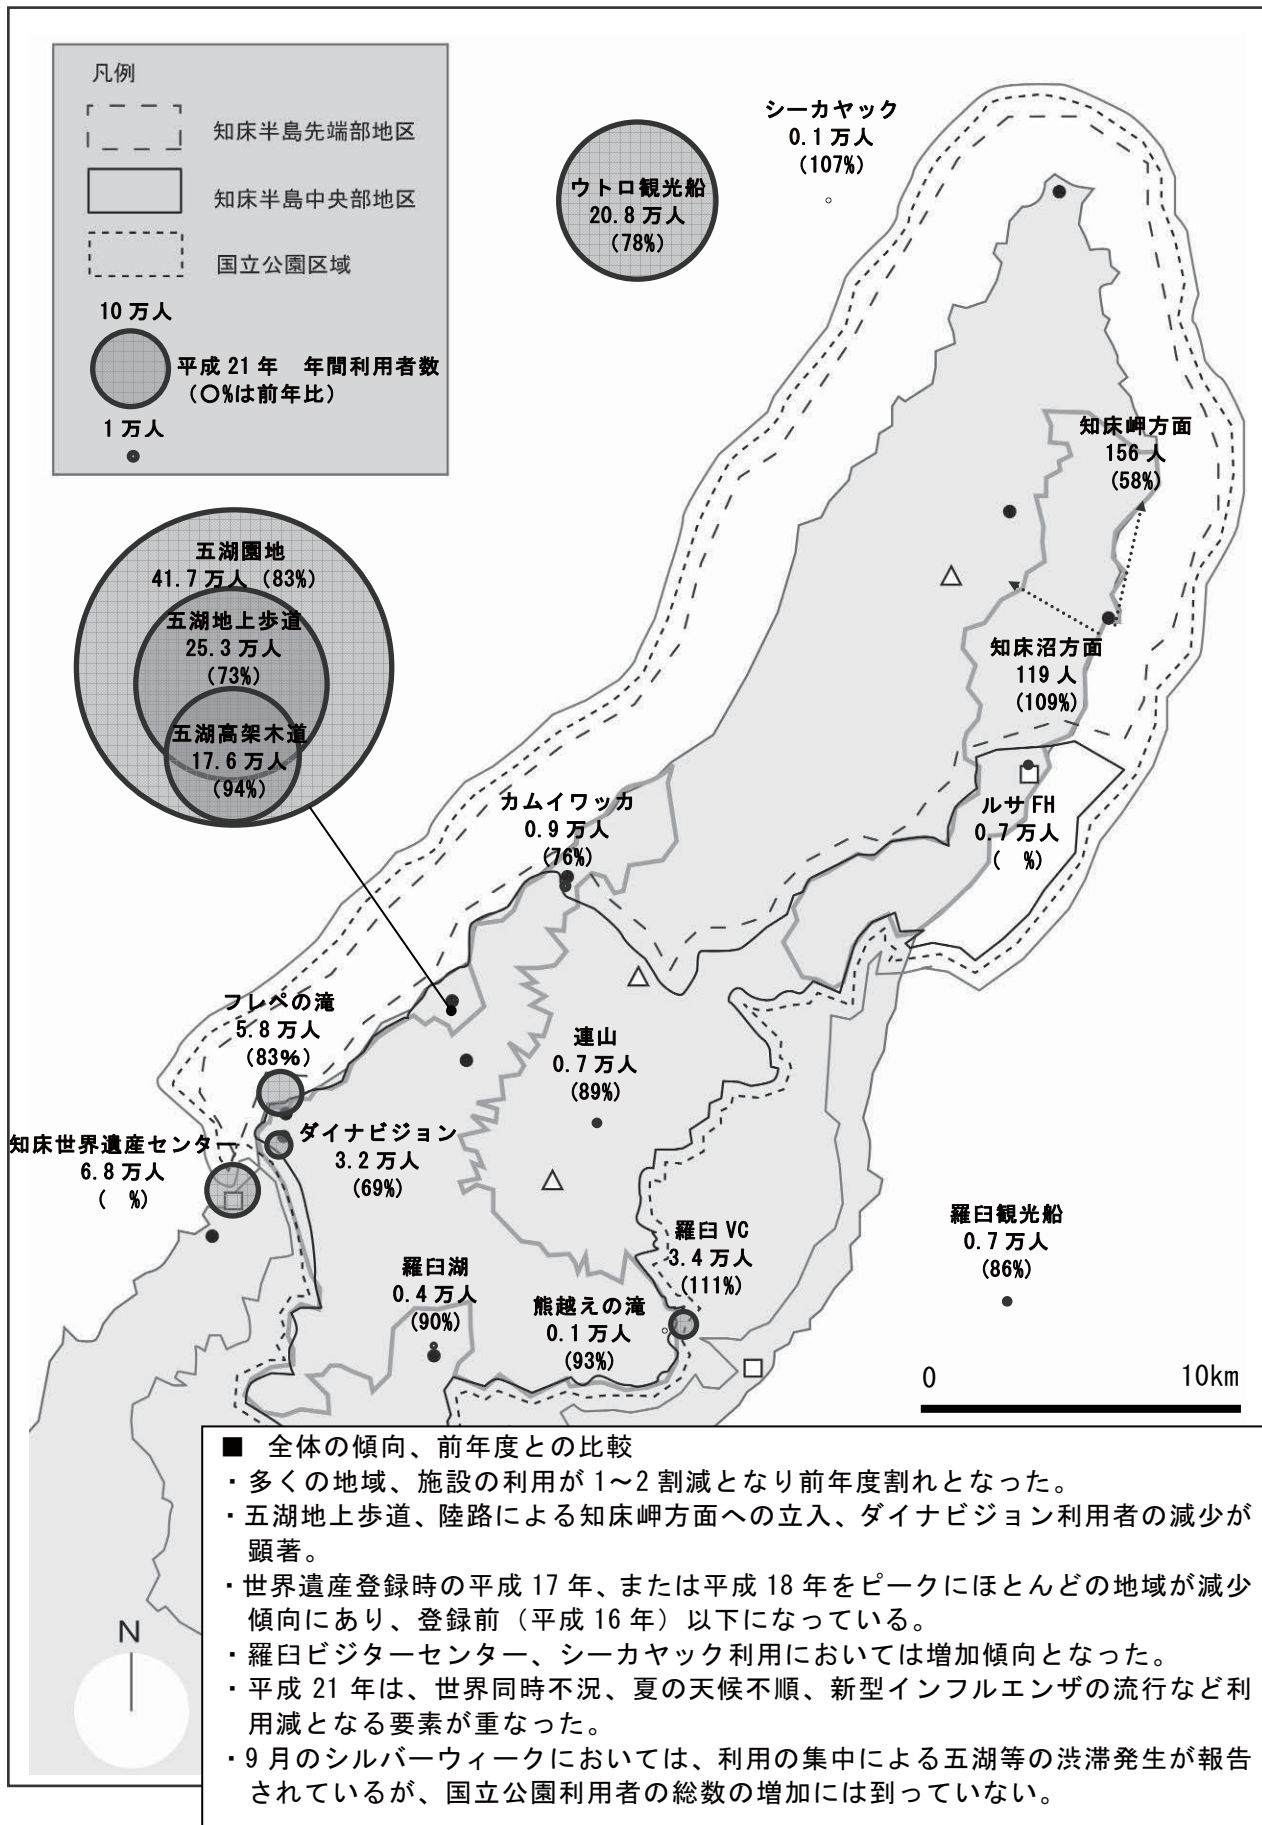 凡例
知床半島先端部地区
知床半島中央部地区
国立公園区域
10 万人
平成 21 年　年間利用者数
（○%は前年比）
1 万人
ウトロ観光船
20.8 万人
(78%)
シーカヤック
0.1 万人
(107%)
知床岬方面
156 人
(58%)
五湖園地
41.7 万人 (83%)
五湖地上歩道
25.3 万人
(73%)
五湖高架木道
17.6 万人
(94%)
知床沼方面
119 人
(109%)
カムイワッカ
0.9 万人
(76%)
ルサ FH
0.7 万人
(　%)
フレペの滝
5.8 万人
(83%)
連山
0.7 万人
(89%)
知床世界遺産センター
6.8 万人
(　%)
ダイナビジョン
3.2 万人
(69%)
羅臼観光船
0.7 万人
(86%)
羅臼 VC
3.4 万人
(111%)
羅臼湖
0.4 万人
(90%)
熊越えの滝
0.1 万人
(93%)
0 10km
N
■　全体の傾向、前年度との比較
・多くの地域、施設の利用が 1～2 割減となり前年度割れとなった。
・五湖地上歩道、陸路による知床岬方面への立入、ダイナビジョン利用者の減少が
顕著。
・世界遺産登録時の平成 17 年、または平成 18 年をピークにほとんどの地域が減少
傾向にあり、登録前（平成 16 年）以下になっている。
・羅臼ビジターセンター、シーカヤック利用においては増加傾向となった。
・平成 21 年は、世界同時不況、夏の天候不順、新型インフルエンザの流行など利
用減となる要素が重なった。
・9 月のシルバーウィークにおいては、利用の集中による五湖等の渋滞発生が報告
されているが、国立公園利用者の総数の増加には到っていない。